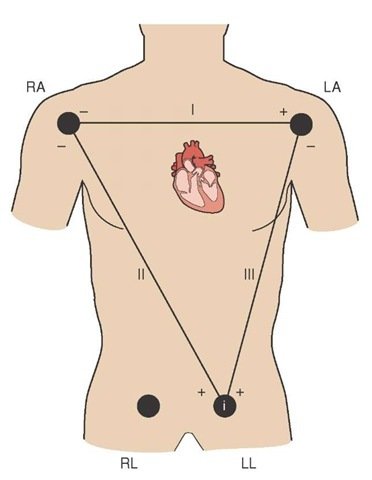 RA LA
− I +
− −
II III
+ i +
RL LL